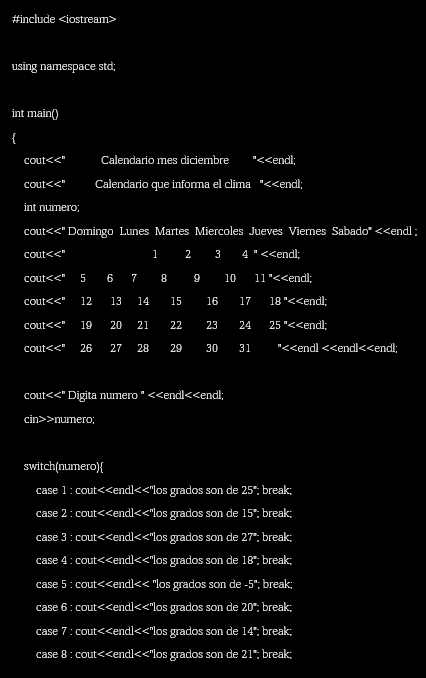 #include <iostream>
using namespace std;
int main()
{
cout<<" Calendario mes diciembre "<<endl;
cout<<" Calendario que informa el clima "<<endl;
int numero;
cout<<" Domingo Lunes Martes Miercoles Jueves Viernes Sabado" <<endl ;
cout<<" 1 2 3 4 " <<endl;
cout<<" 5 6 7 8 9 10 11 "<<endl;
cout<<" 12 13 14 15 16 17 18 "<<endl;
cout<<" 19 20 21 22 23 24 25 "<<endl;
cout<<" 26 27 28 29 30 31 "<<endl <<endl<<endl;
cout<<" Digita numero " <<endl<<endl;
cin>>numero;
switch(numero){
case 1 : cout<<endl<<"los grados son de 25"; break;
case 2 : cout<<endl<<"los grados son de 15"; break;
case 3 : cout<<endl<<"los grados son de 27"; break;
case 4 : cout<<endl<<"los grados son de 18"; break;
case 5 : cout<<endl<< "los grados son de -5"; break;
case 6 : cout<<endl<<"los grados son de 20"; break;
case 7 : cout<<endl<<"los grados son de 14"; break;
case 8 : cout<<endl<<"los grados son de 21"; break;